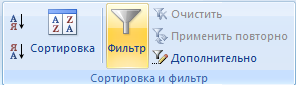 А
Я
Я
А
А Я
Я А
Сортировка
Фильтр
Очистить
Применить повторно
Дополнительно
Сортировка и фильтр